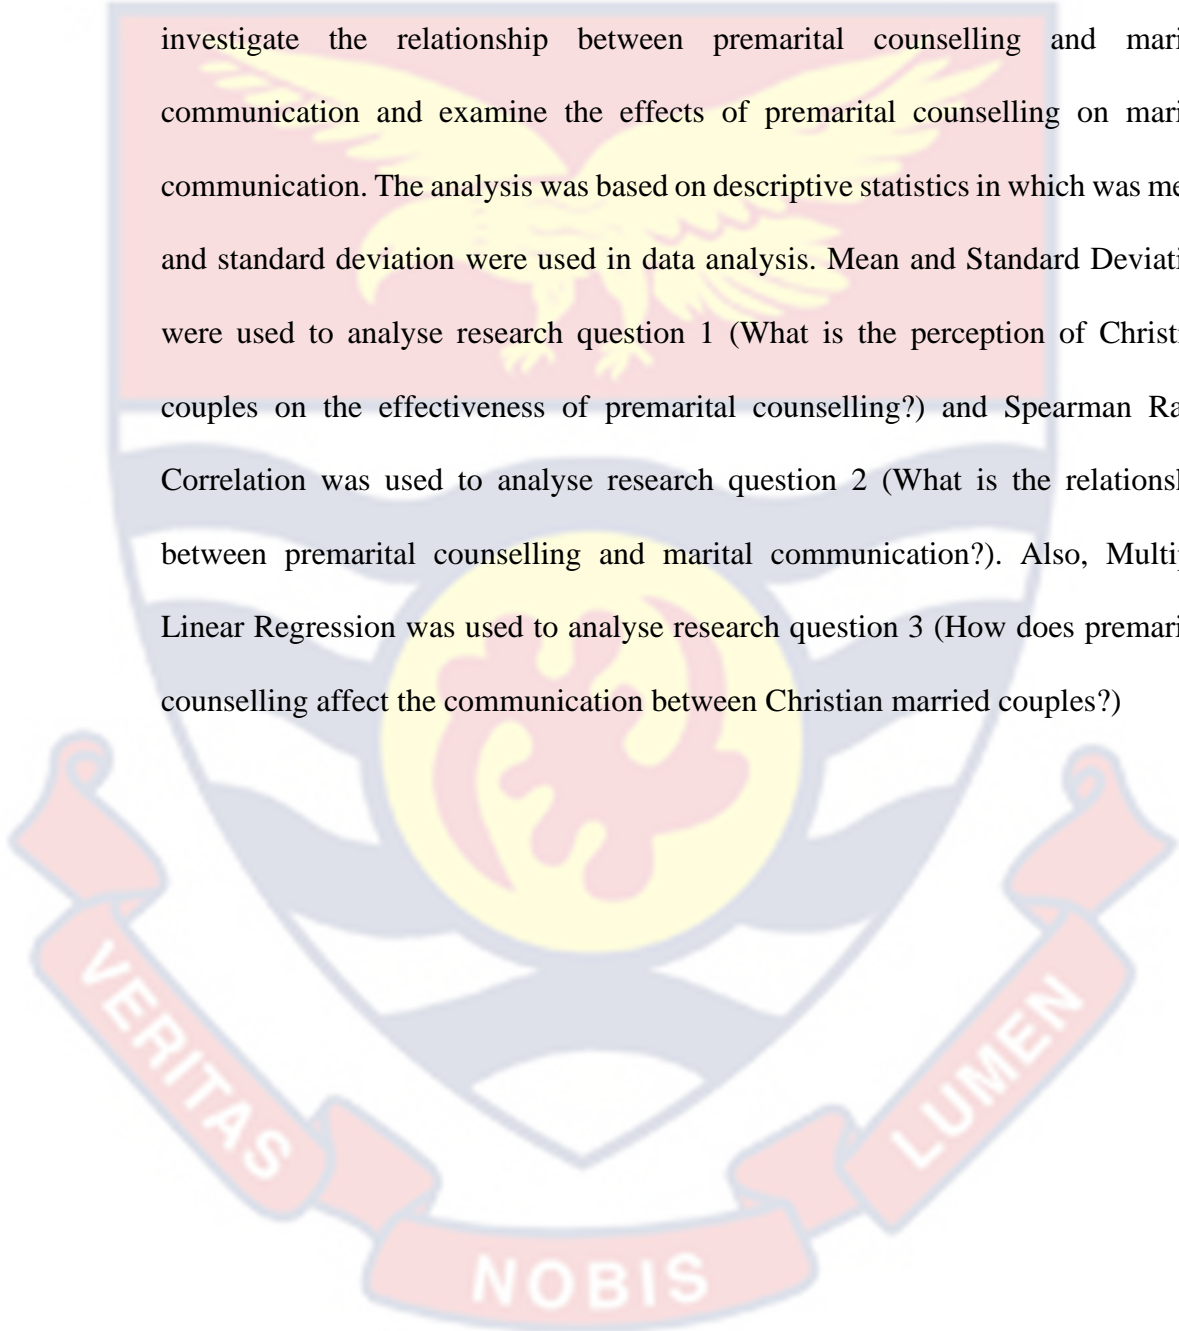 investigate the relationship between premarital counselling and mari
communication and examine the effects of premarital counselling on mari
communication. The analysis was based on descriptive statistics in which was me
and standard deviation were used in data analysis. Mean and Standard Deviati
were used to analyse research question 1 (What is the perception of Christi
couples on the effectiveness of premarital counselling?) and Spearman Ra
Correlation was used to analyse research question 2 (What is the relationsh
between premarital counselling and marital communication?). Also, Multip
Linear Regression was used to analyse research question 3 (How does premari
counselling affect the communication between Christian married couples?)
VERITAS
NOBIS
LUMEN